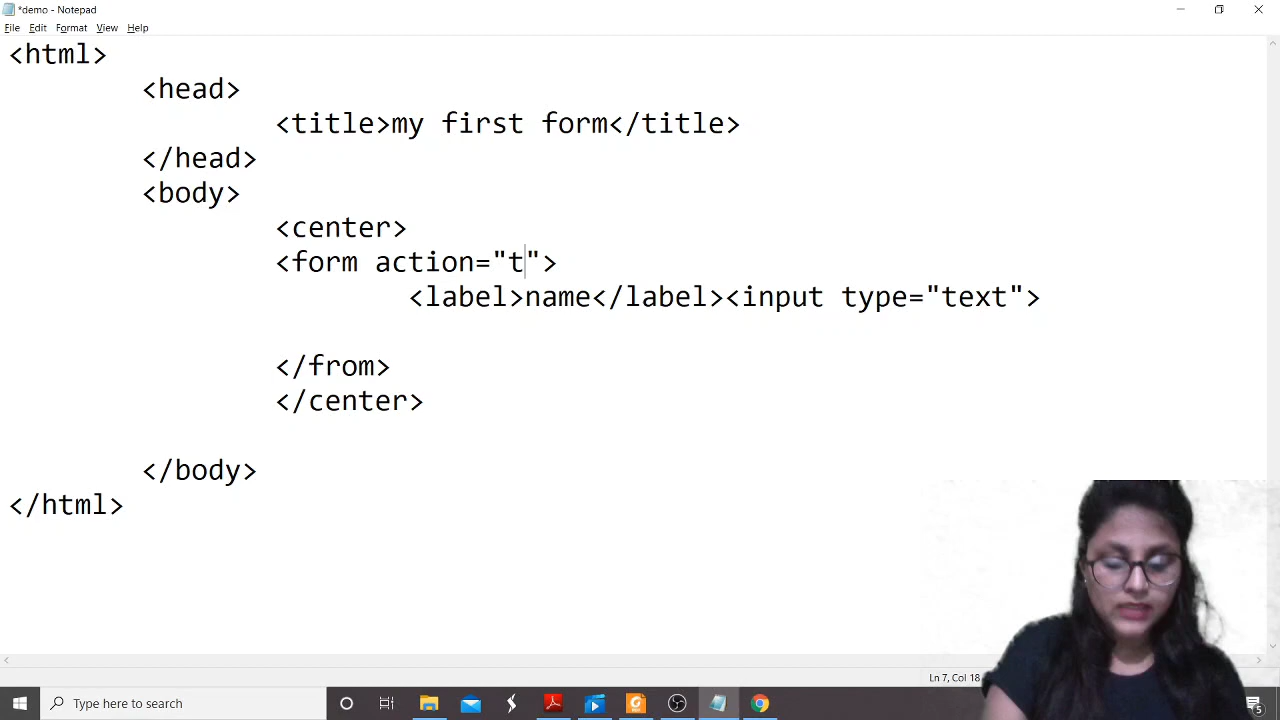 *demo - Notepad
File Edit Format View Help
<html>
<head>
<title>my first form</title>
</head>
<body>
<center>
<form action="t">
<label>name</label><input type="text">
</from>
</center>
</body>
</html>
Ln 7, Col 18
Type here to search
5